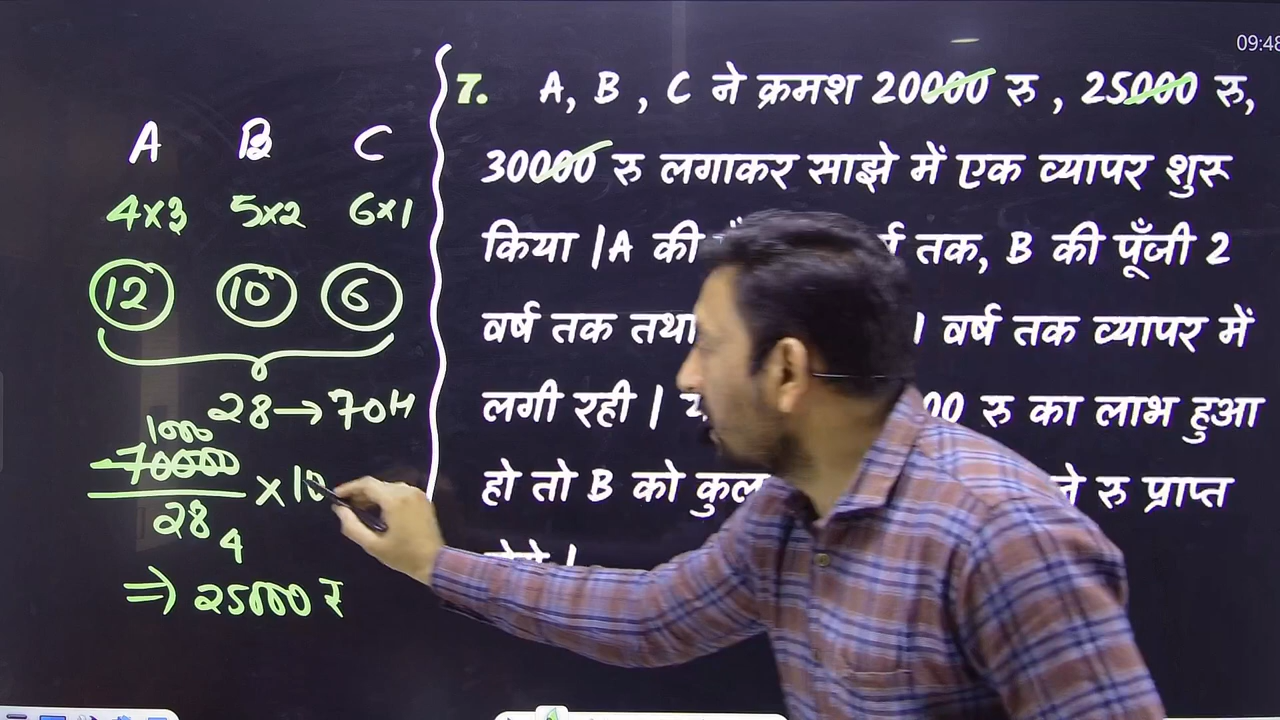 09:48
7. A, B, C ने क्रमश 20000 रु, 25000 रु,
30000 रु लगाकर साझे में एक व्यापर शुरू
किया | A की तक, B की पूँजी 2
वर्ष तक तथा 1 वर्ष तक व्यापर में
लगी रही | 00 रु का लाभ हुआ
हो तो B को कुल रु प्राप्त
A B C
4×3 5×2 6×1
12 10 6
28→70H
1000
70000
28
×10
4
⇒ 25000 ₹